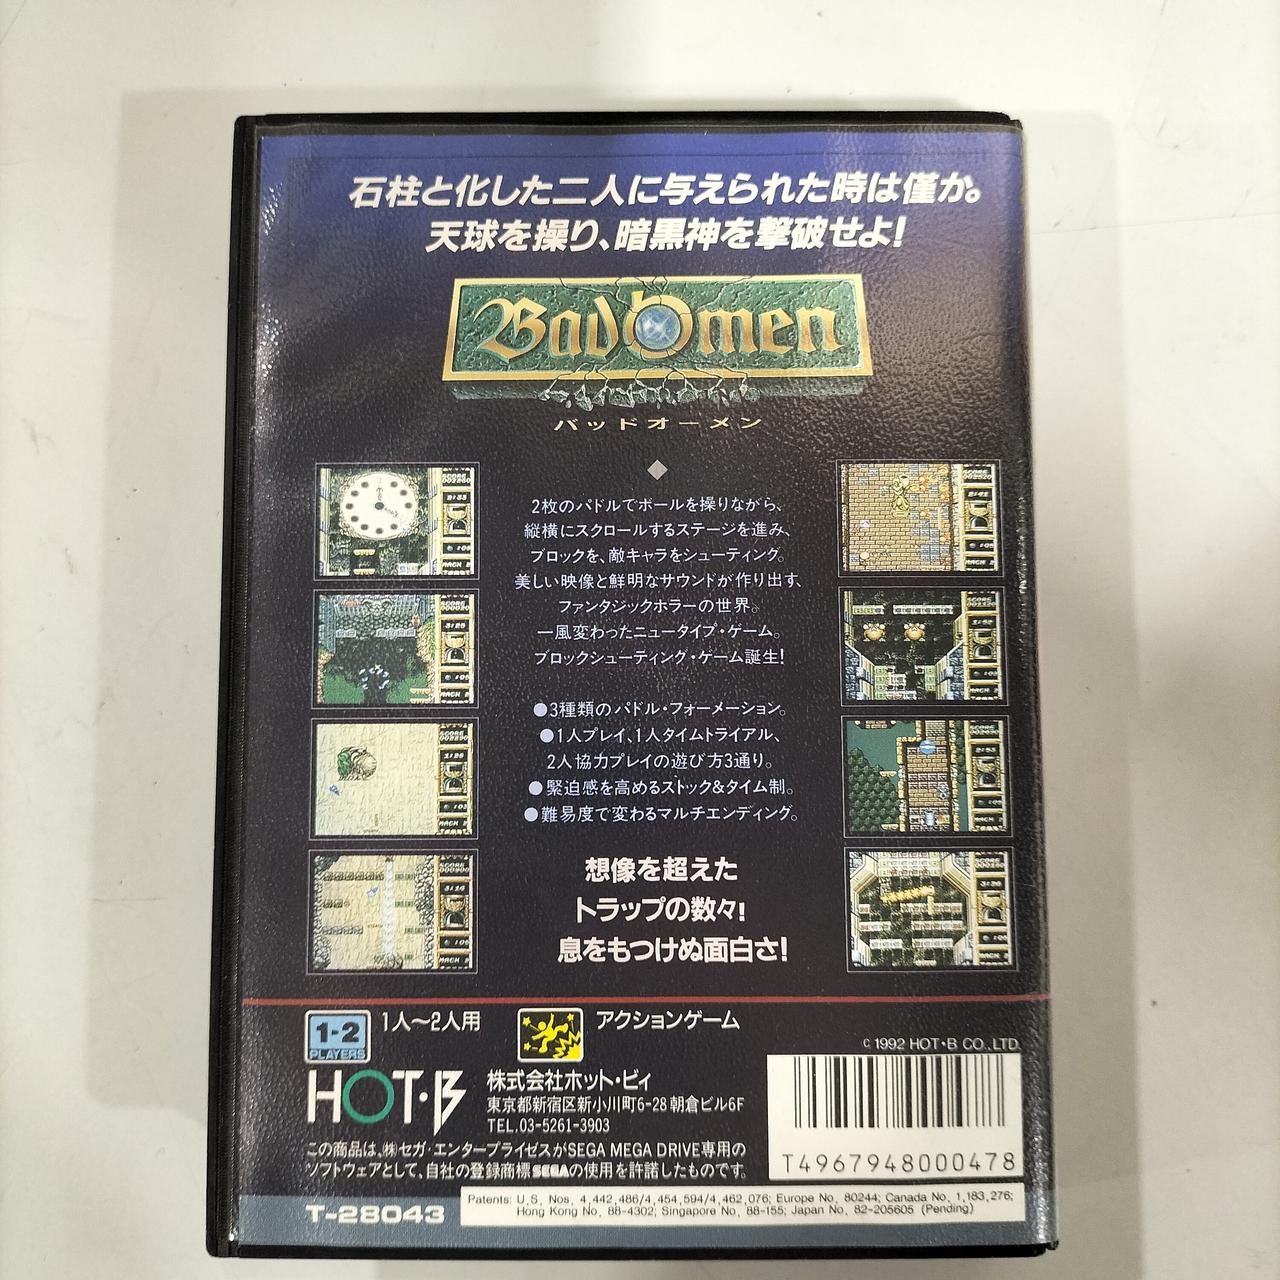 石柱と化した二人に与えられた時は僅か。
天球を操り、暗黒神を撃破せよ!
BadOmen
バッドオーメン
2枚のパドルでボールを操りながら、
縦横にスクロールするステージを進み、
ブロックを、敵キャラをシューティング。
美しい映像と鮮明なサウンドが作り出す、
ファンタジックホラーの世界。
一風変わったニュータイプ・ゲーム。
ブロックシューティング・ゲーム誕生!
●3種類のパドル・フォーメーション。
●1人プレイ、1人タイムトライアル、
2人協力プレイの遊び方3通り。
●緊迫感を高めるストック&タイム制。
●難易度で変わるマルチエンディング。
想像を超えた
トラップの数々!
息をもつけぬ面白さ!
1-2
PLAYERS
1人〜2人用
アクションゲーム
© 1992 HOT・B CO.,LTD.
HOT・B
株式会社ホット・ビィ
東京都新宿区新小川町6-28 朝倉ビル6F
TEL.03-5261-3903
この商品は、㈱セガ・エンタープライゼスがSEGA MEGA DRIVE専用の
ソフトウェアとして、自社の登録商標SEGAの使用を許諾したものです。
T4967948000478
T-28043
Patents: U.S. Nos. 4,442,486/4,454,594/4,462,076; Europe No. 80244; Canada No. 1,183,276;
Hong Kong No. 88-4302; Singapore No. 88-155; Japan No. 82-205605 (Pending)